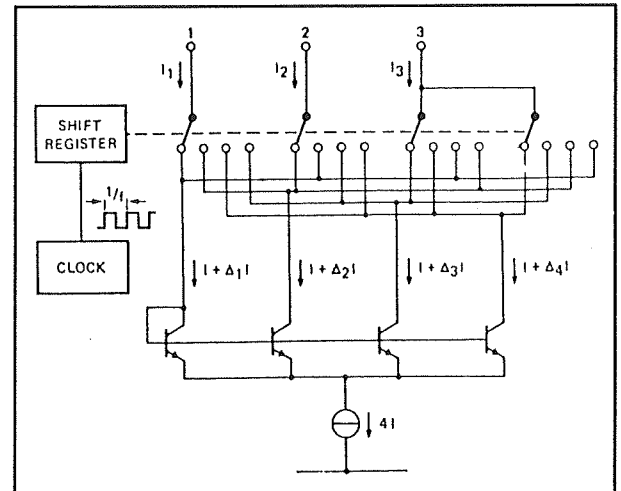 1 2 3
I₁ I₂ I₃
SHIFT
REGISTER
1/f
CLOCK
I + Δ₁I I + Δ₂I I + Δ₃I I + Δ₄I
4I